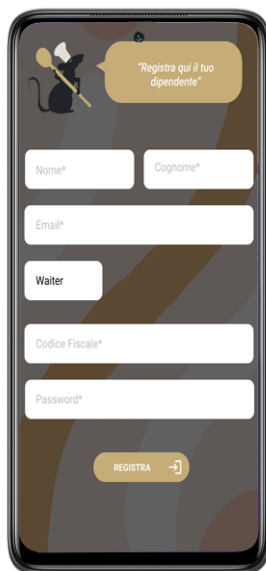 "Registra qui il tuo
dipendente"
Nome*
Cognome*
Email*
Waiter
Codice Fiscale*
Password*
REGISTRA